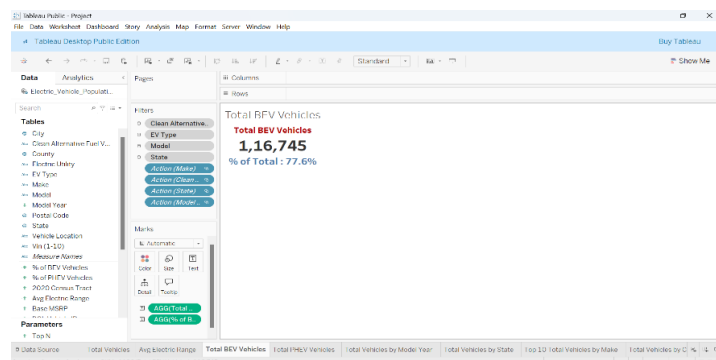 Tableau Public - Project
File Data Worksheet Dashboard Story Analysis Map Format Server Window Help
Tableau Desktop Public Edition
Buy Tableau
Standard
Show Me
Data Analytics
Electric_Vehicle_Populati...
Search
Tables
City
Clean Alternative Fuel V...
County
Electric Utility
EV Type
Make
Model
Model Year
Postal Code
State
Vehicle Location
Vin (1-10)
Measure Names
% of BEV Vehicles
% of PHEV Vehicles
2020 Census Tract
Avg Electric Range
Base MSRP
Parameters
Top N
Pages
Filters
Clean Alternative..
EV Type
Model
State
Action (Make)
Action (Clean ..
Action (State)
Action (Model ..
Marks
Automatic
Color Size Text
Detail Tooltip
AGG(Total ..
AGG(% of B..
Columns
Rows
Total BEV Vehicles
Total BEV Vehicles
1,16,745
% of Total : 77.6%
Data Source
Total Vehicles
Avg Electric Range
Total BEV Vehicles
Total PHEV Vehicles
Total Vehicles by Model Year
Total Vehicles by State
Top 10 Total Vehicles by Make
Total Vehicles by C